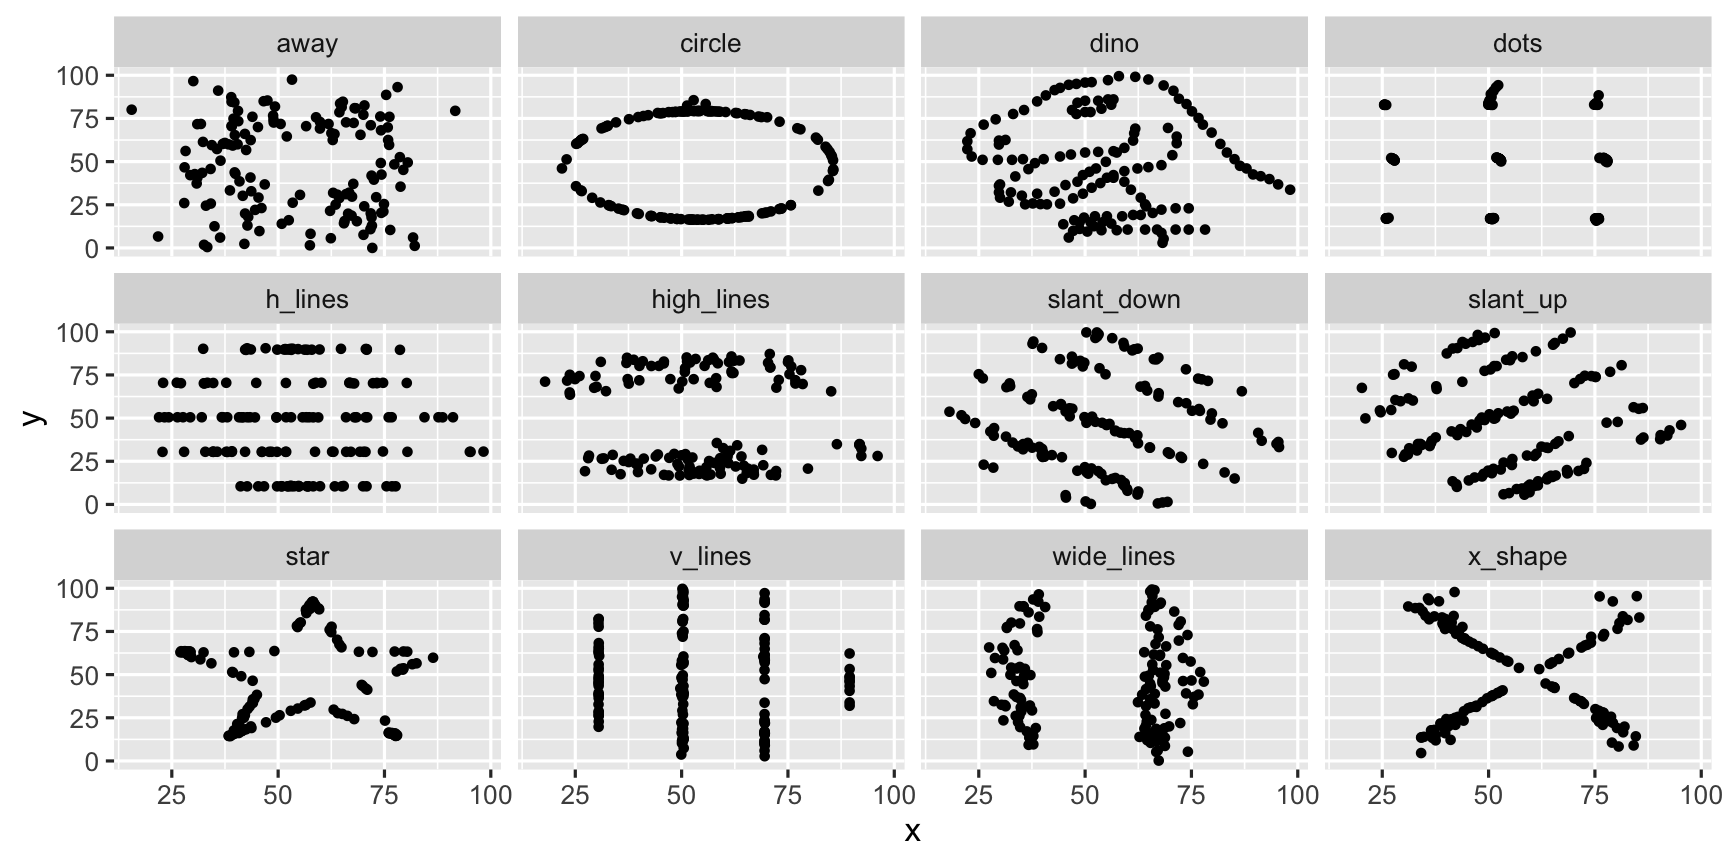 away circle dino dots
100
75
50
25
0
h_lines high_lines slant_down slant_up
100
75
50
25
0
y
star v_lines wide_lines x_shape
100
75
50
25
0
25 50 75 100 25 50 75 100 25 50 75 100 25 50 75 100
x